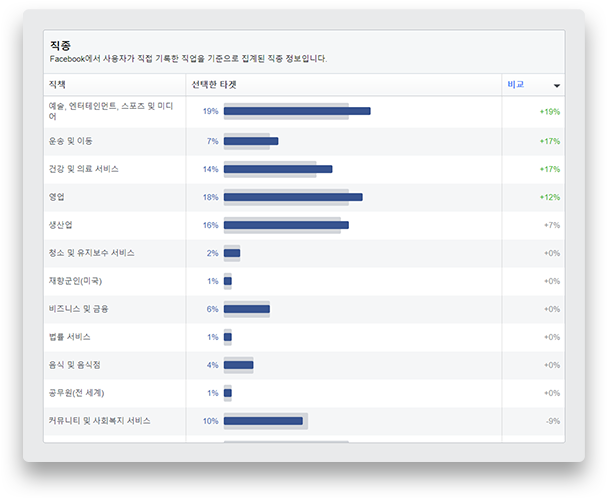 직종
Facebook에서 사용자가 직접 기록한 직업을 기준으로 집계된 직종 정보입니다.
직책 선택한 타겟 비교
예술, 엔터테인먼트, 스포츠 및 미디
어 19% +19%
운송 및 이동 7% +17%
건강 및 의료 서비스 14% +17%
영업 18% +12%
생산업 16% +7%
청소 및 유지보수 서비스 2% +0%
재향군인(미국) 1% +0%
비즈니스 및 금융 6% +0%
법률 서비스 1% +0%
음식 및 음식점 4% +0%
공무원(전 세계) 1% +0%
커뮤니티 및 사회복지 서비스 10% -9%